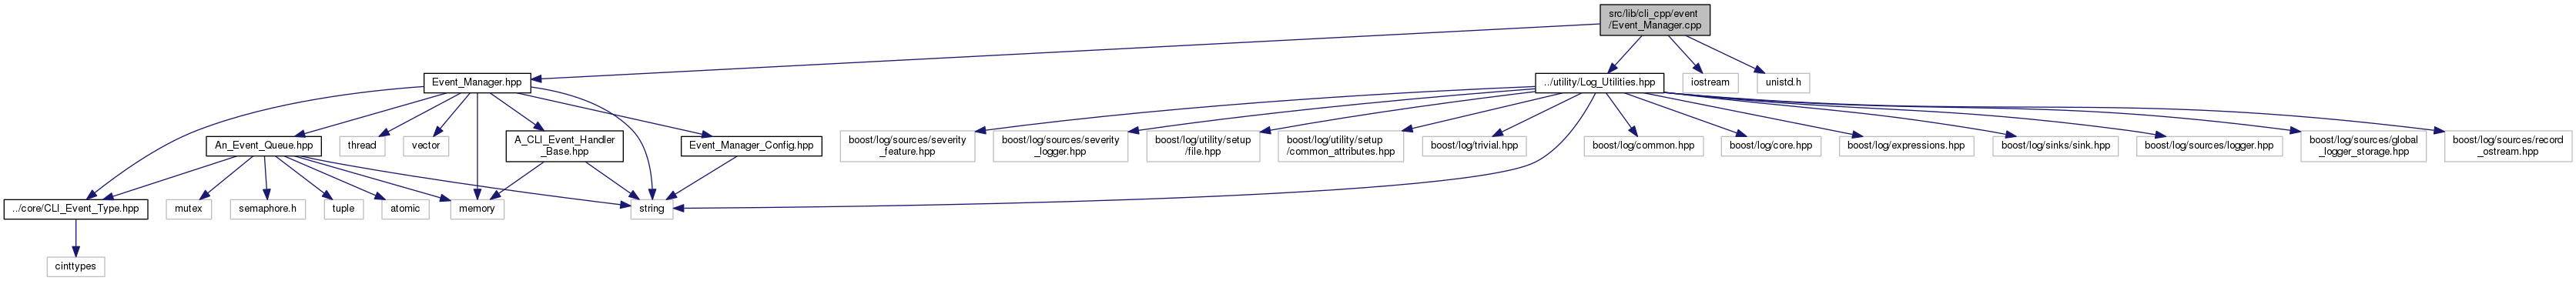 src/lib/cli_cpp/event
/Event_Manager.cpp
Event_Manager.hpp
../utility/Log_Utilities.hpp
iostream
unistd.h
An_Event_Queue.hpp
thread
vector
A_CLI_Event_Handler
_Base.hpp
Event_Manager_Config.hpp
boost/log/sources/severity
_feature.hpp
boost/log/sources/severity
_logger.hpp
boost/log/utility/setup
/file.hpp
boost/log/utility/setup
/common_attributes.hpp
boost/log/trivial.hpp
boost/log/common.hpp
boost/log/core.hpp
boost/log/expressions.hpp
boost/log/sinks/sink.hpp
boost/log/sources/logger.hpp
boost/log/sources/global
_logger_storage.hpp
boost/log/sources/record
_ostream.hpp
../core/CLI_Event_Type.hpp
mutex
semaphore.h
tuple
atomic
memory
string
cinttypes